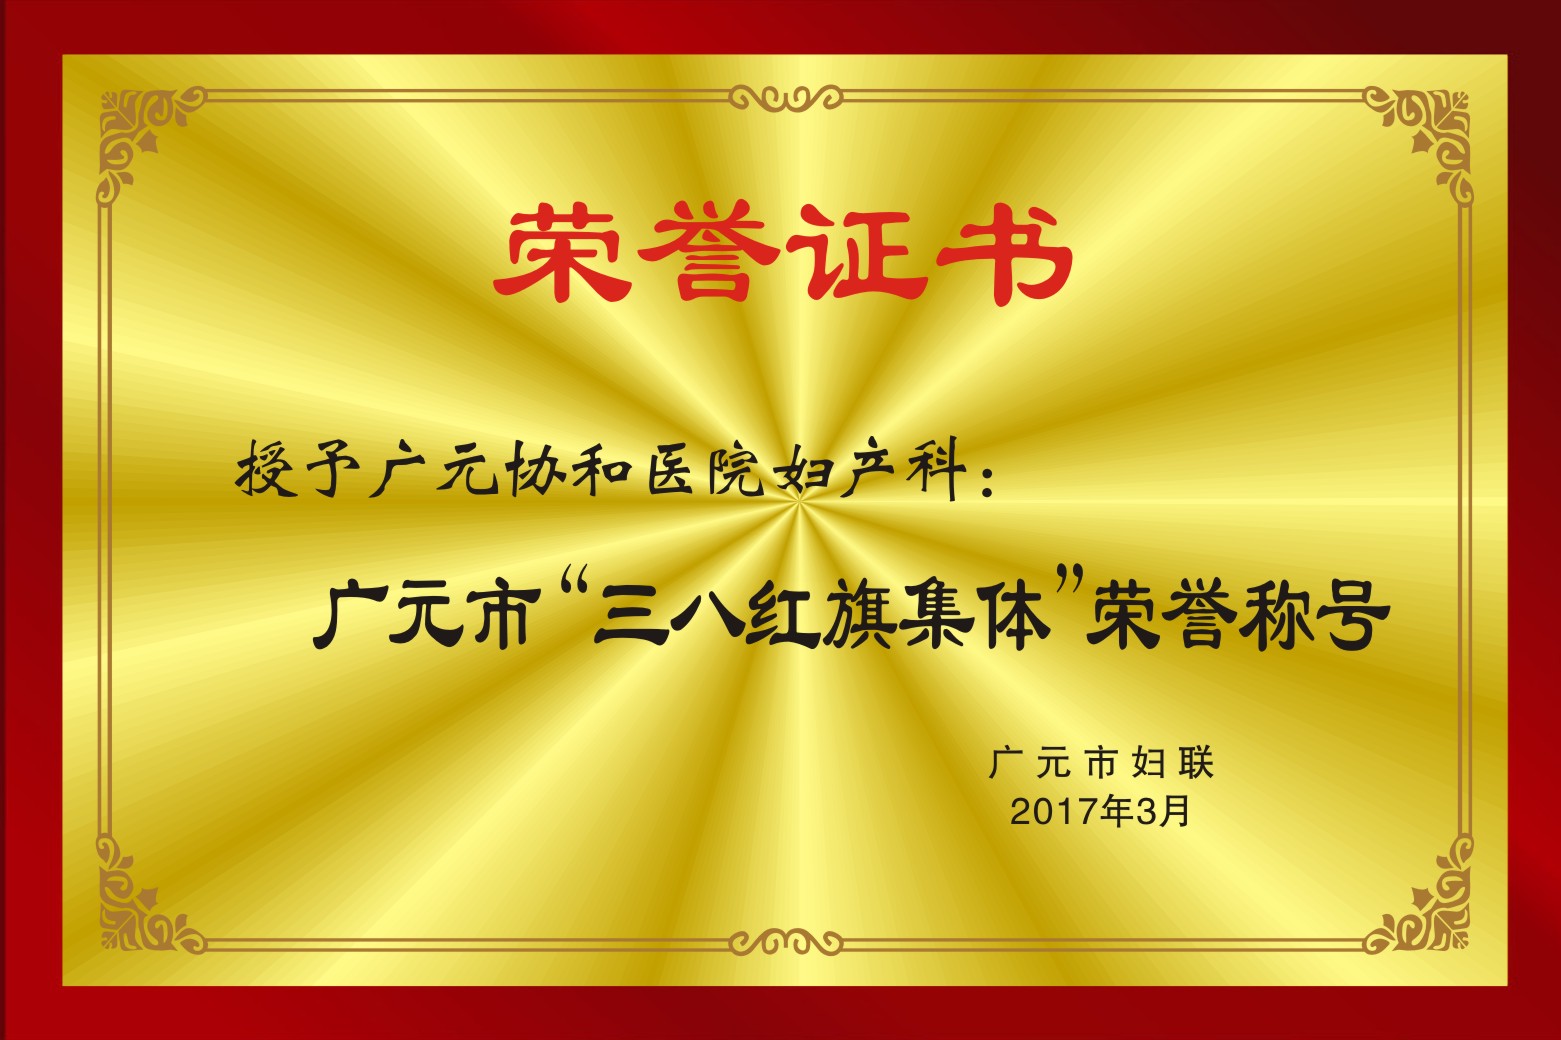 荣誉证书
授予广元协和医院妇产科：
广元市“三八红旗集体”荣誉称号
广元市妇联
2017年3月